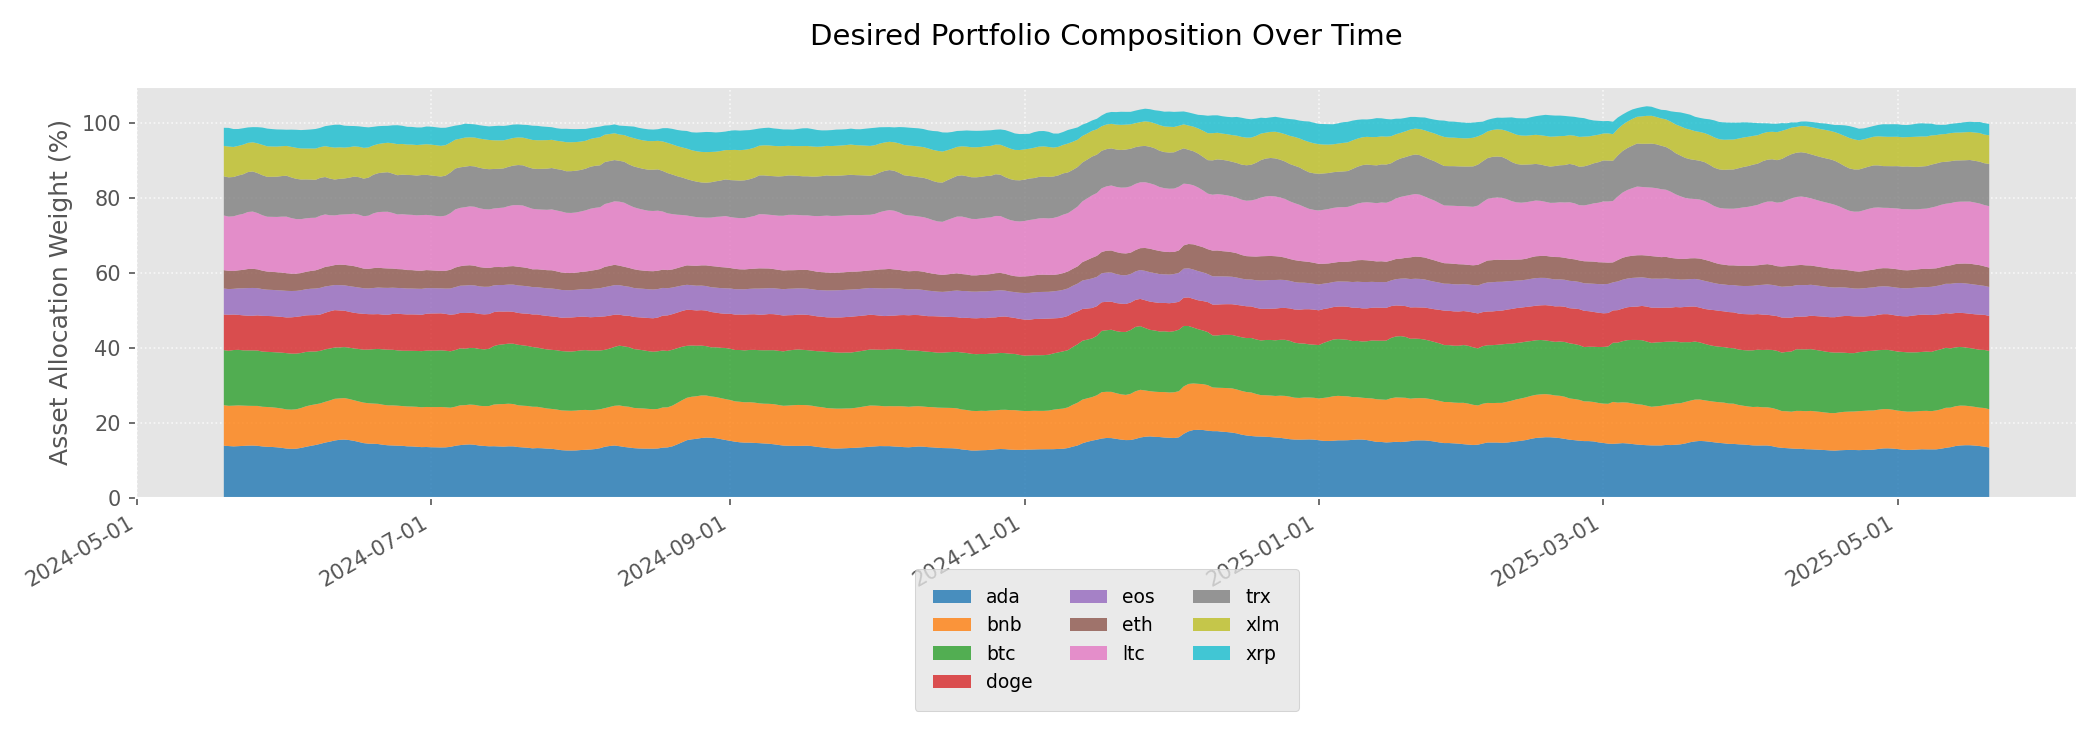 Desired Portfolio Composition Over Time
Asset Allocation Weight (%)
100
80
60
40
20
0
2024-05-01
2024-07-01
2024-09-01
2024-11-01
2025-01-01
2025-03-01
2025-05-01
ada
bnb
btc
doge
eos
eth
ltc
trx
xlm
xrp